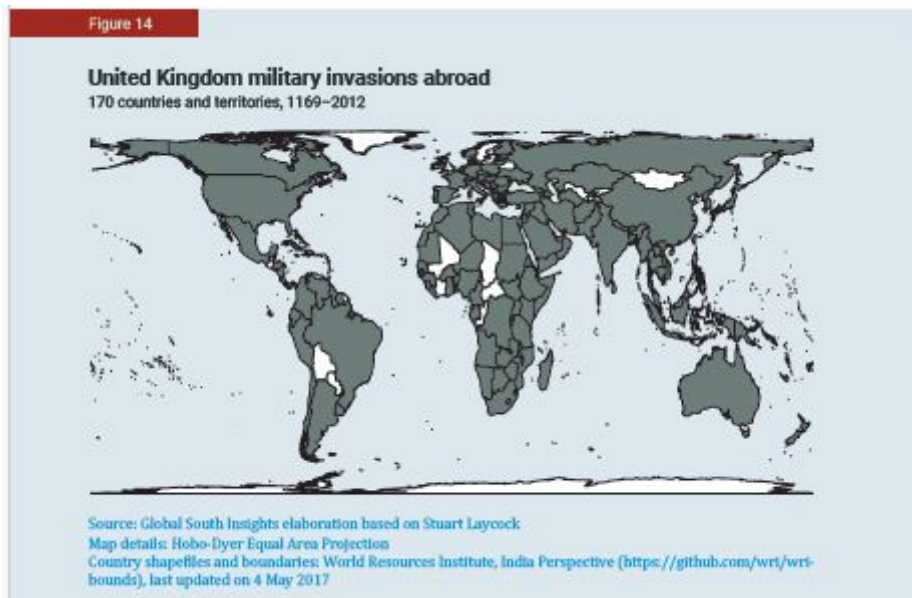 Figure 14
United Kingdom military invasions abroad
170 countries and territories, 1169–2012
Source: Global South Insights elaboration based on Stuart Laycock
Map details: Hobo-Dyer Equal Area Projection
Country shapefiles and boundaries: World Resources Institute, India Perspective (https://github.com/wri/wri-
bounds), last updated on 4 May 2017